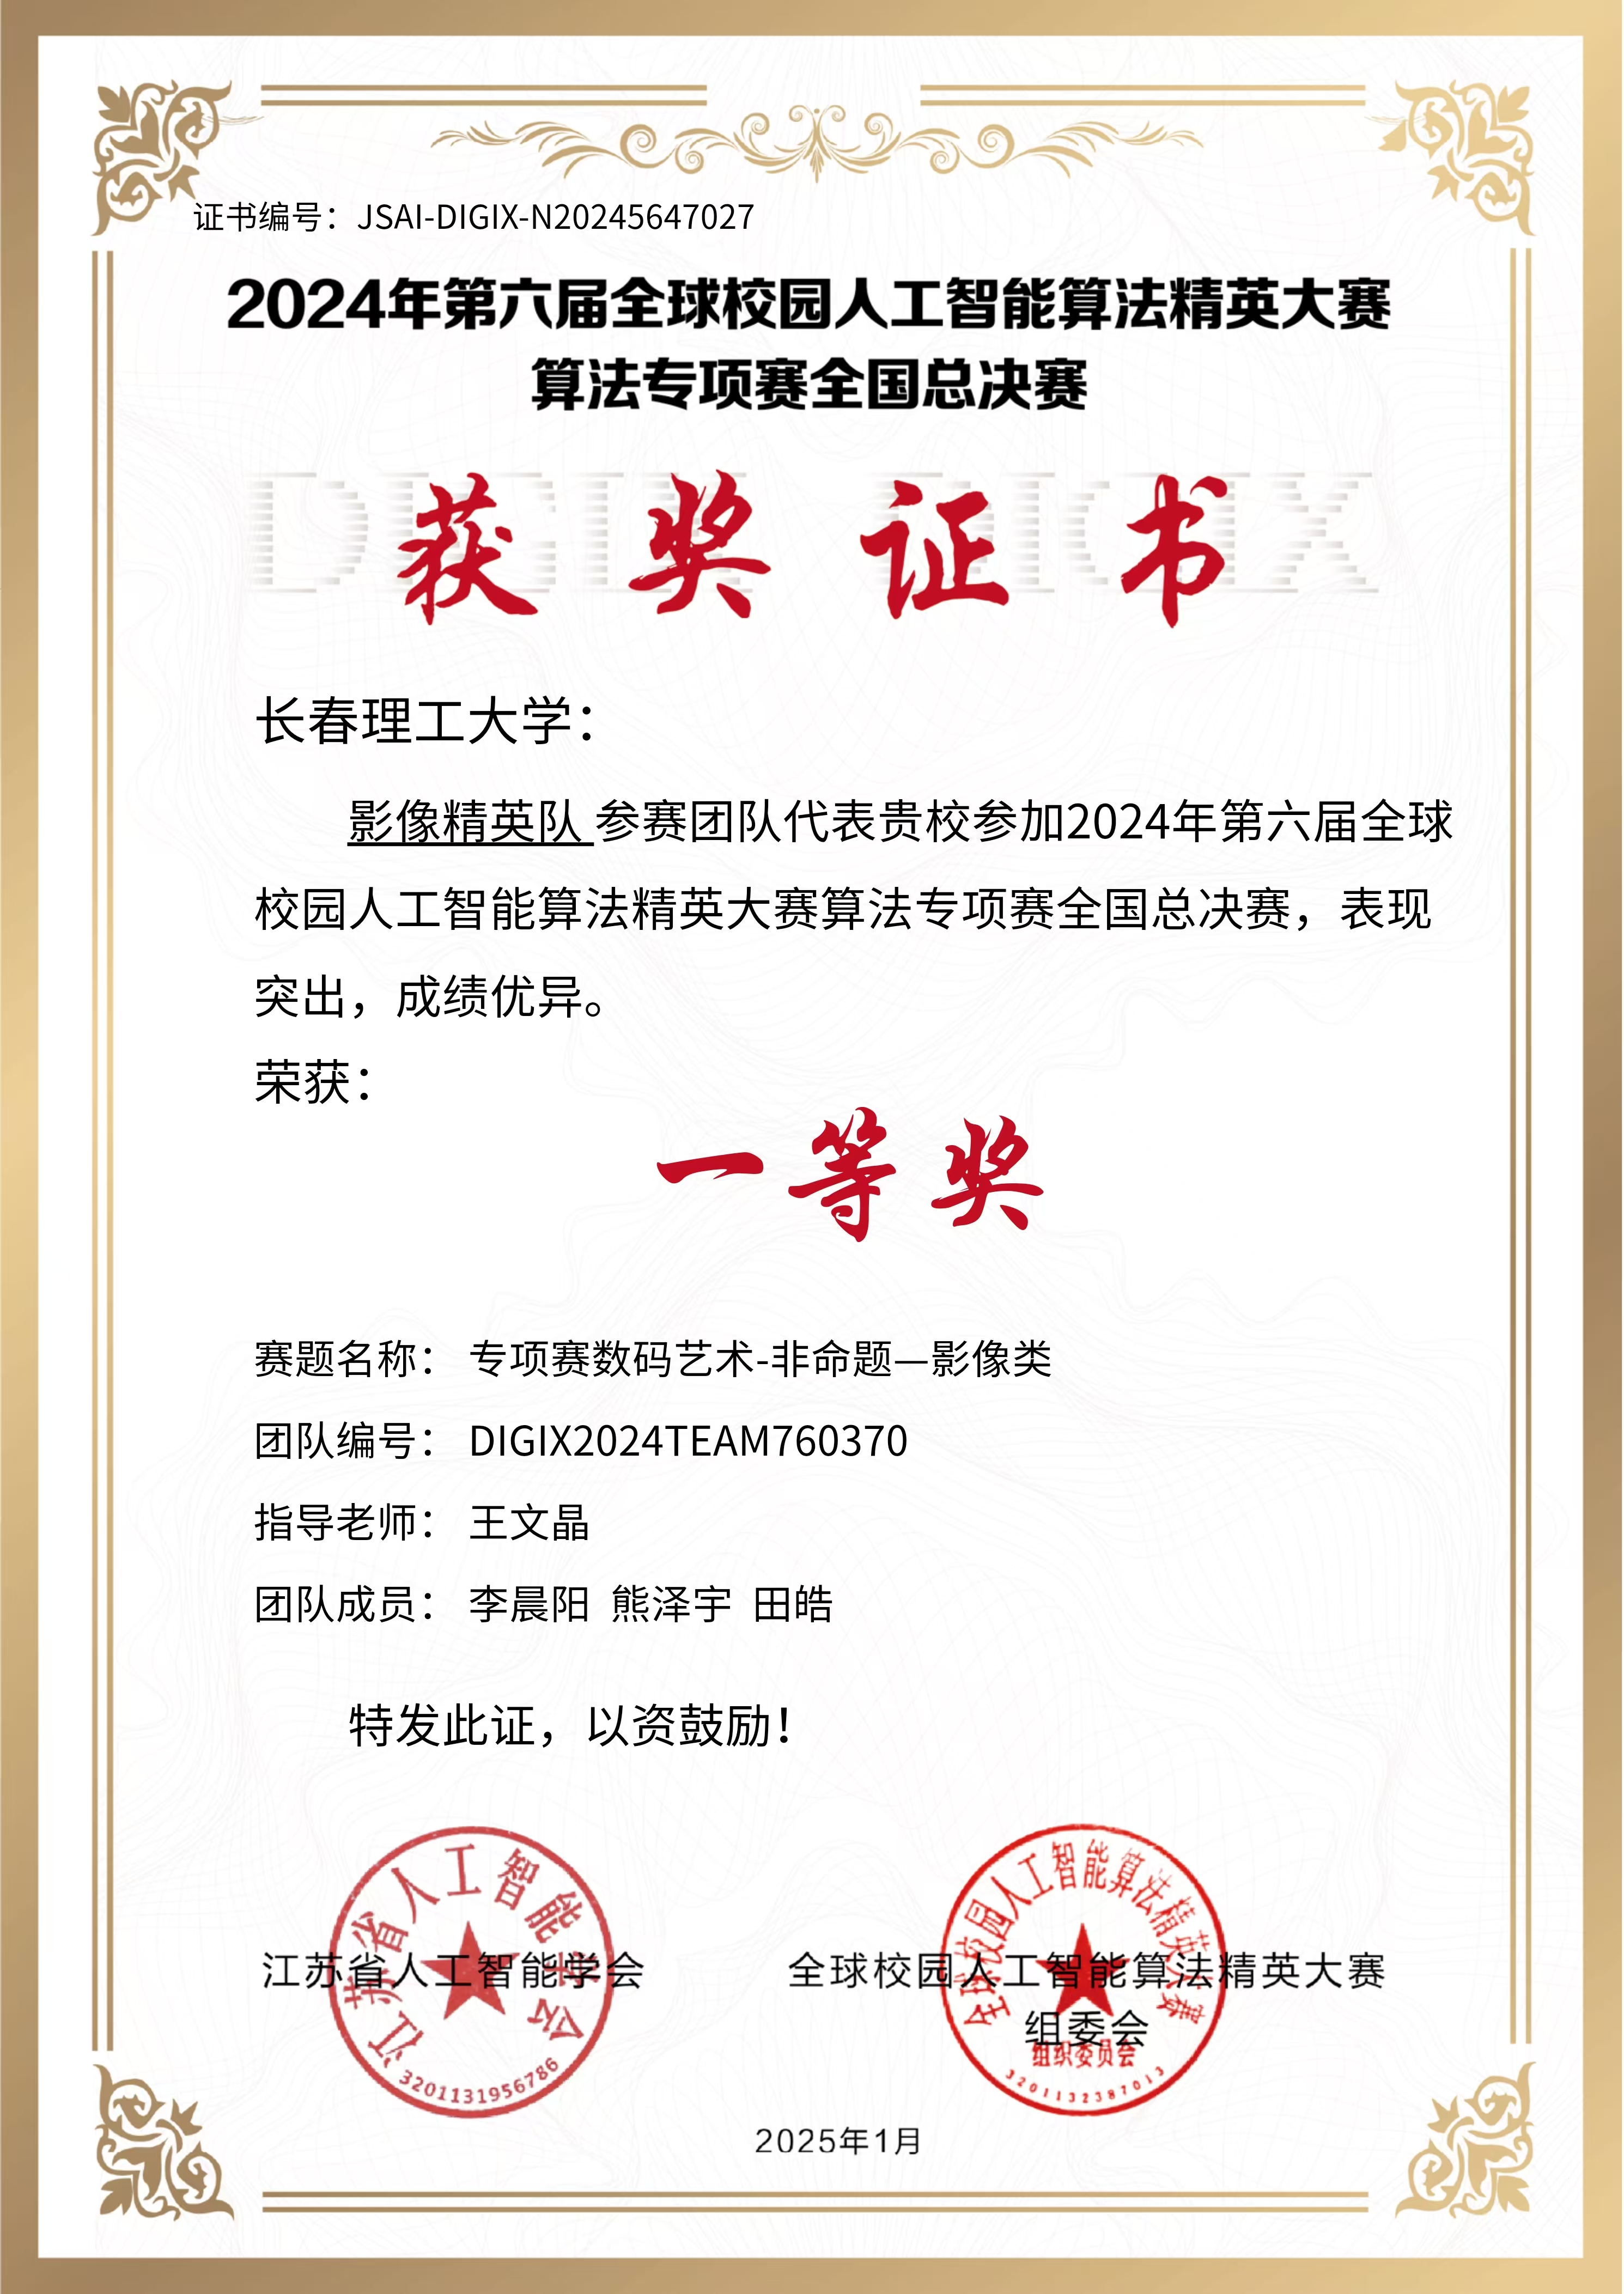 证书编号：JSAI-DIGIX-N20245647027
2024年第六届全球校园人工智能算法精英大赛
算法专项赛全国总决赛
DIGIX DIGIX
获奖证书
长春理工大学：
影像精英队 参赛团队代表贵校参加2024年第六届全球
校园人工智能算法精英大赛算法专项赛全国总决赛，表现
突出，成绩优异。
荣获：
一等奖
赛题名称： 专项赛数码艺术-非命题—影像类
团队编号： DIGIX2024TEAM760370
指导老师： 王文晶
团队成员： 李晨阳 熊泽宇 田皓
特发此证，以资鼓励！
江苏省人工智能学会
江苏省人工智能学会
3201131956786
全球校园人工智能算法精英大赛
全球校园人工智能算法精英大赛
组委会
组织委员会
3201132387013
2025年1月